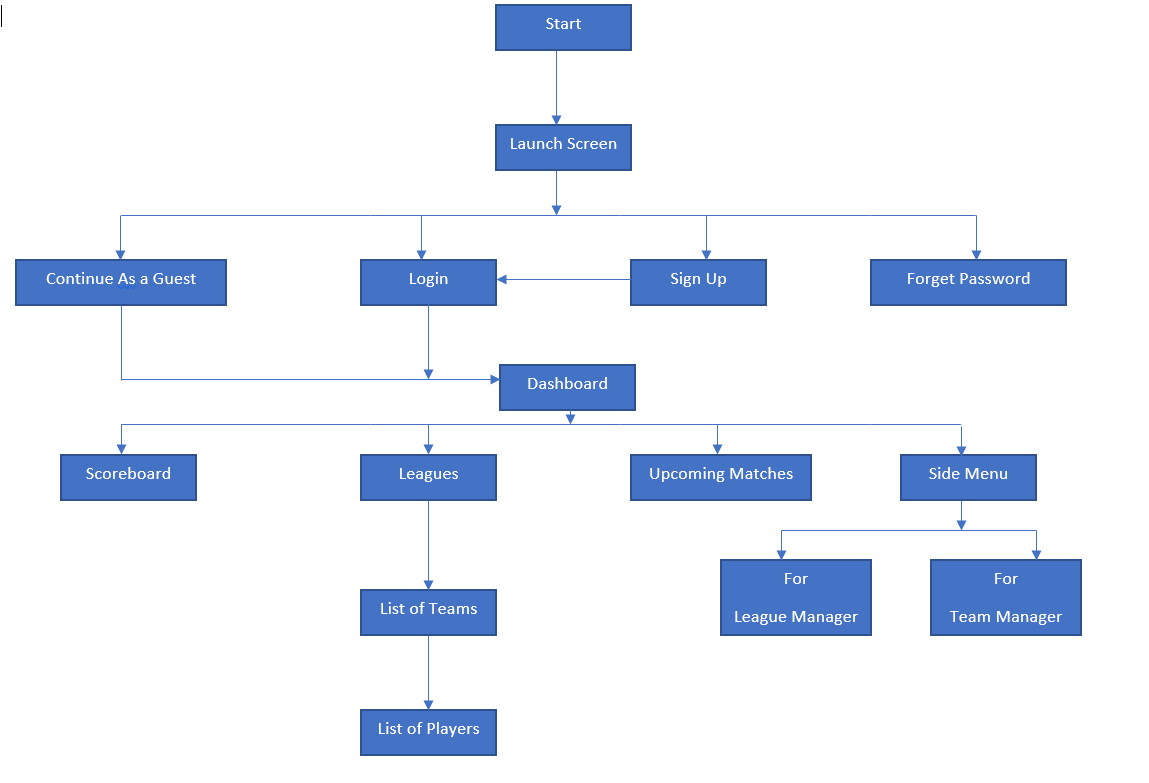 Start
Launch Screen
Continue As a Guest
Login
Sign Up
Forget Password
Dashboard
Scoreboard
Leagues
Upcoming Matches
Side Menu
For
League Manager
For
Team Manager
List of Teams
List of Players